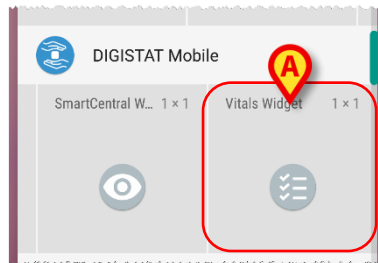 DIGISTAT Mobile
A
SmartCentral W... 1 × 1
Vitals Widget 1 × 1